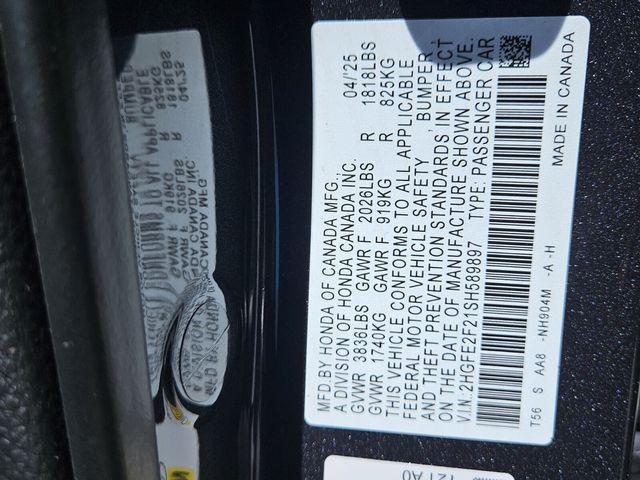 MFD.BY HONDA OF CANADA MFG., 04/'25
A DIVISION OF HONDA CANADA INC.
GVWR 3836LBS GAWR F 2026LBS R 1818LBS
GVWR 1740KG GAWR F 919KG R 825KG
THIS VEHICLE CONFORMS TO ALL APPLICABLE
FEDERAL MOTOR VEHICLE SAFETY , BUMPER,
AND THEFT PREVENTION STANDARDS IN EFFECT
ON THE DATE OF MANUFACTURE SHOWN ABOVE.
V.I.N: 2HGFE2F21SH589897 TYPE: PASSENGER CAR
T56 S AA8 -NH904M -A -H MADE IN CANADA